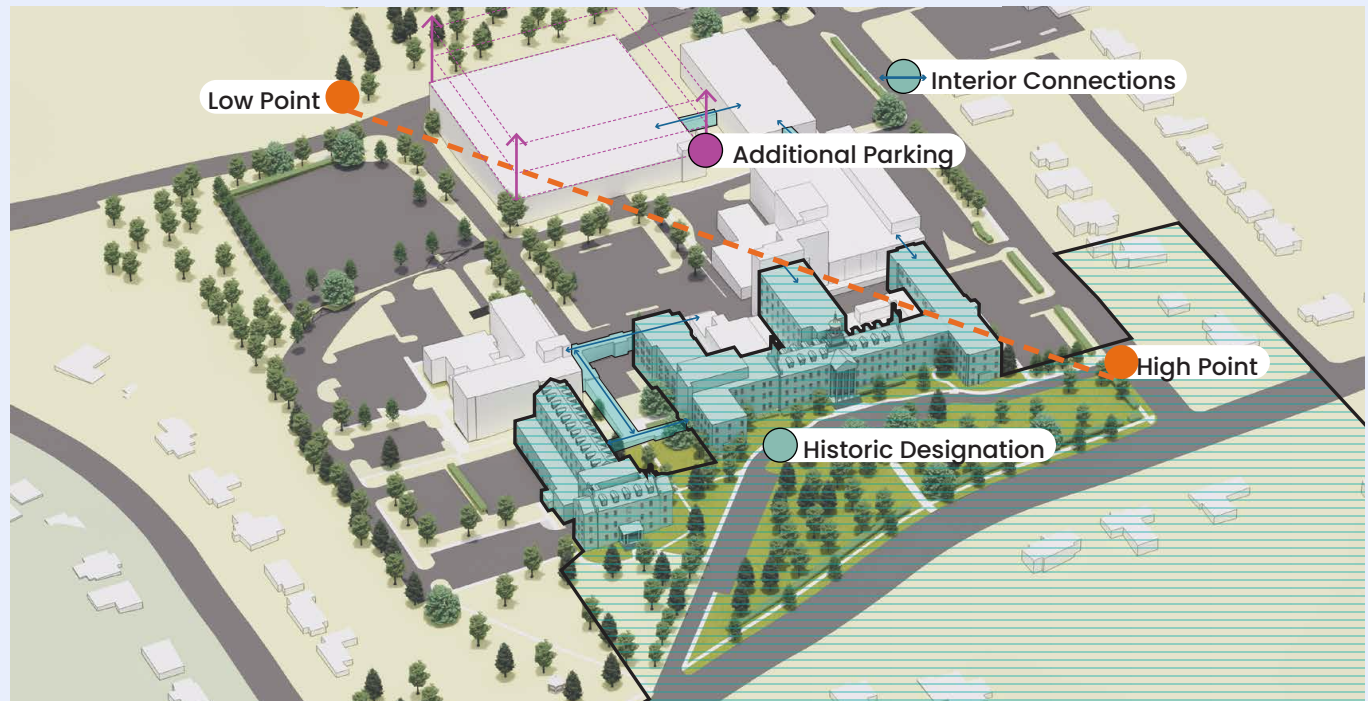 Interior Connections
Low Point
Additional Parking
High Point
Historic Designation